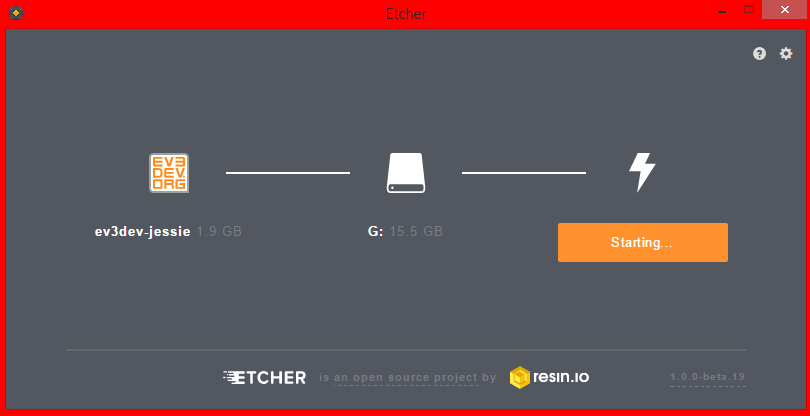 Etcher
EV3
DEV.
ORG
ev3dev-jessie 1.9 GB
G: 15.5 GB
Starting...
ETCHER is an open source project by resin.io
1.0.0-beta.19